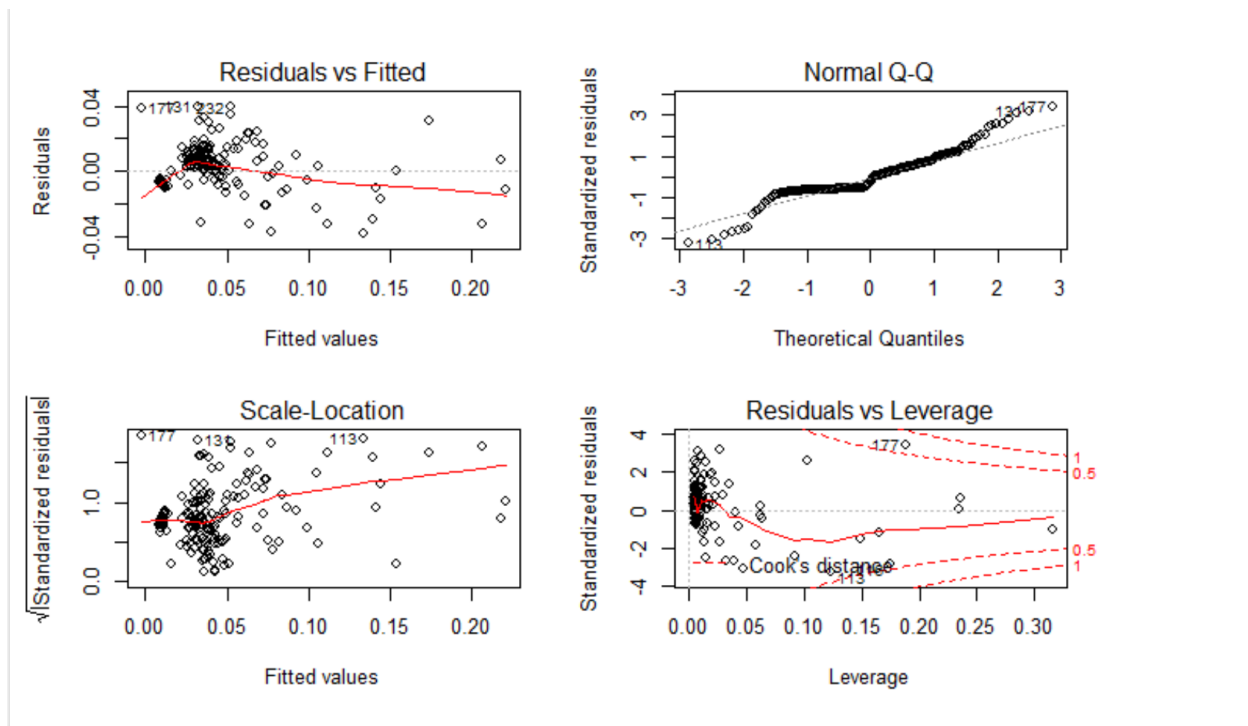 Residuals vs Fitted
Residuals
0.04
0.00
-0.04
177
131
232
0.00 0.05 0.10 0.15 0.20
Fitted values
Normal Q-Q
Standardized residuals
3
1
-1
-3
131
177
113
-3 -2 -1 0 1 2 3
Theoretical Quantiles
Scale-Location
√|Standardized residuals|
1.0
0.0
177
131
113
0.00 0.05 0.10 0.15 0.20
Fitted values
Residuals vs Leverage
Standardized residuals
4
2
0
-2
-4
177
1
0.5
0.5
1
Cook's distance
113
0.00 0.05 0.10 0.15 0.20 0.25 0.30
Leverage